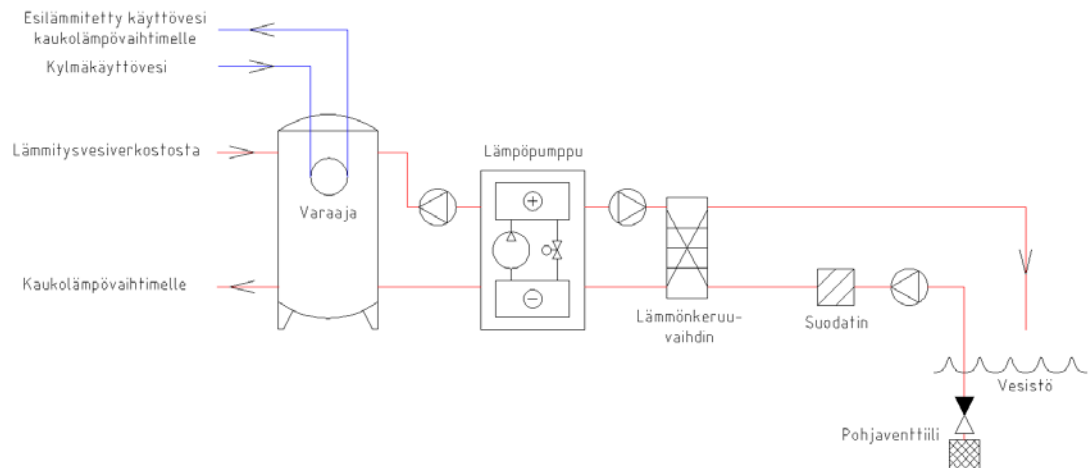 Esilämmitetty käyttövesi
kaukolämpövaihtimelle
Kylmäkäyttövesi
Lämmitysvesiverkostosta
Varaaja
Lämpöpumppu
Kaukolämpövaihtimelle
Lämmönkeruu-
vaihdin
Suodatin
Vesistö
Pohjaventtiili